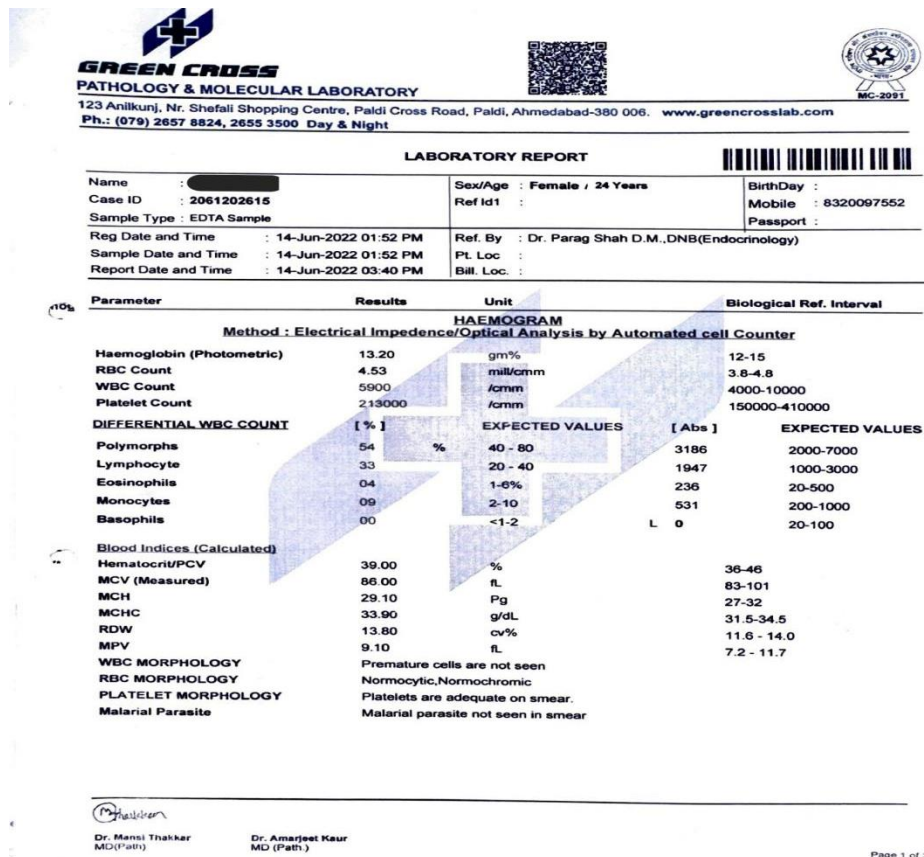 GREEN CROSS
PATHOLOGY & MOLECULAR LABORATORY
123 Anilkunj, Nr. Shefali Shopping Centre, Paldi Cross Road, Paldi, Ahmedabad-380 006. www.greencrosslab.com
Ph.: (079) 2657 8824, 2655 3500 Day & Night
MC-2091
LABORATORY REPORT
Name :
Sex/Age : Female / 24 Years
BirthDay :
Case ID : 2061202615
Ref Id1 :
Mobile : 8320097552
Sample Type : EDTA Sample
Passport :
Reg Date and Time : 14-Jun-2022 01:52 PM
Ref. By : Dr. Parag Shah D.M.,DNB(Endocrinology)
Sample Date and Time : 14-Jun-2022 01:52 PM
Pt. Loc :
Report Date and Time : 14-Jun-2022 03:40 PM
Bill. Loc. :
Parameter Results Unit Biological Ref. Interval
HAEMOGRAM
Method : Electrical Impedence/Optical Analysis by Automated cell Counter
Haemoglobin (Photometric) 13.20 gm% 12-15
RBC Count 4.53 mill/cmm 3.8-4.8
WBC Count 5900 /cmm 4000-10000
Platelet Count 213000 /cmm 150000-410000
DIFFERENTIAL WBC COUNT [ % ] EXPECTED VALUES [ Abs ] EXPECTED VALUES
Polymorphs 54 % 40 - 80 3186 2000-7000
Lymphocyte 33 20 - 40 1947 1000-3000
Eosinophils 04 1-6% 236 20-500
Monocytes 09 2-10 531 200-1000
Basophils 00 <1-2 L 0 20-100
Blood Indices (Calculated)
Hematocrit/PCV 39.00 % 36-46
MCV (Measured) 86.00 fL 83-101
MCH 29.10 Pg 27-32
MCHC 33.90 g/dL 31.5-34.5
RDW 13.80 cv% 11.6 - 14.0
MPV 9.10 fL 7.2 - 11.7
WBC MORPHOLOGY Premature cells are not seen
RBC MORPHOLOGY Normocytic,Normochromic
PLATELET MORPHOLOGY Platelets are adequate on smear.
Malarial Parasite Malarial parasite not seen in smear
Dr. Mansi Thakker
MD(Path)
Dr. Amarjeet Kaur
MD (Path.)
Page 1 of